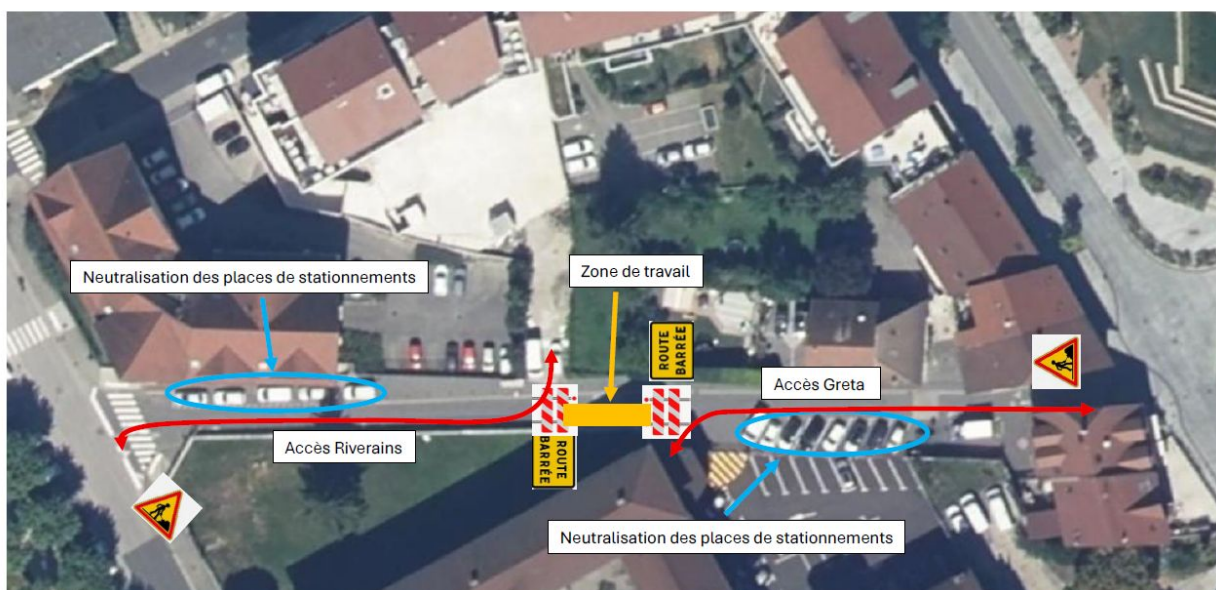 Neutralisation des places de stationnements
Zone de travail
ROUTE
BARRÉE
Accès Greta
Accès Riverains
ROUTE
BARRÉE
Neutralisation des places de stationnements